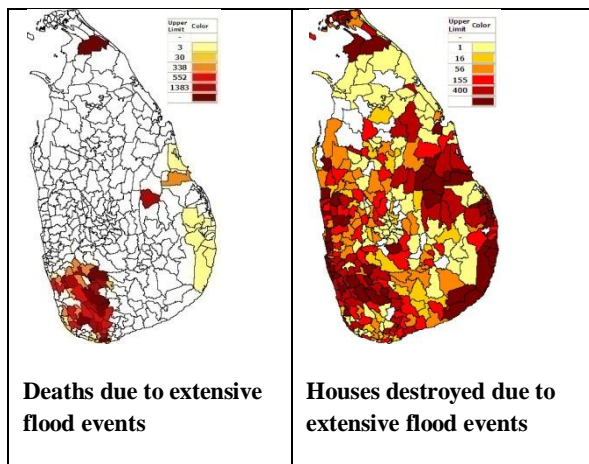 Upper Limit Color
-
3
30
338
552
1383
Deaths due to extensive
flood events
Upper Limit Color
-
1
16
56
155
400
Houses destroyed due to
extensive flood events